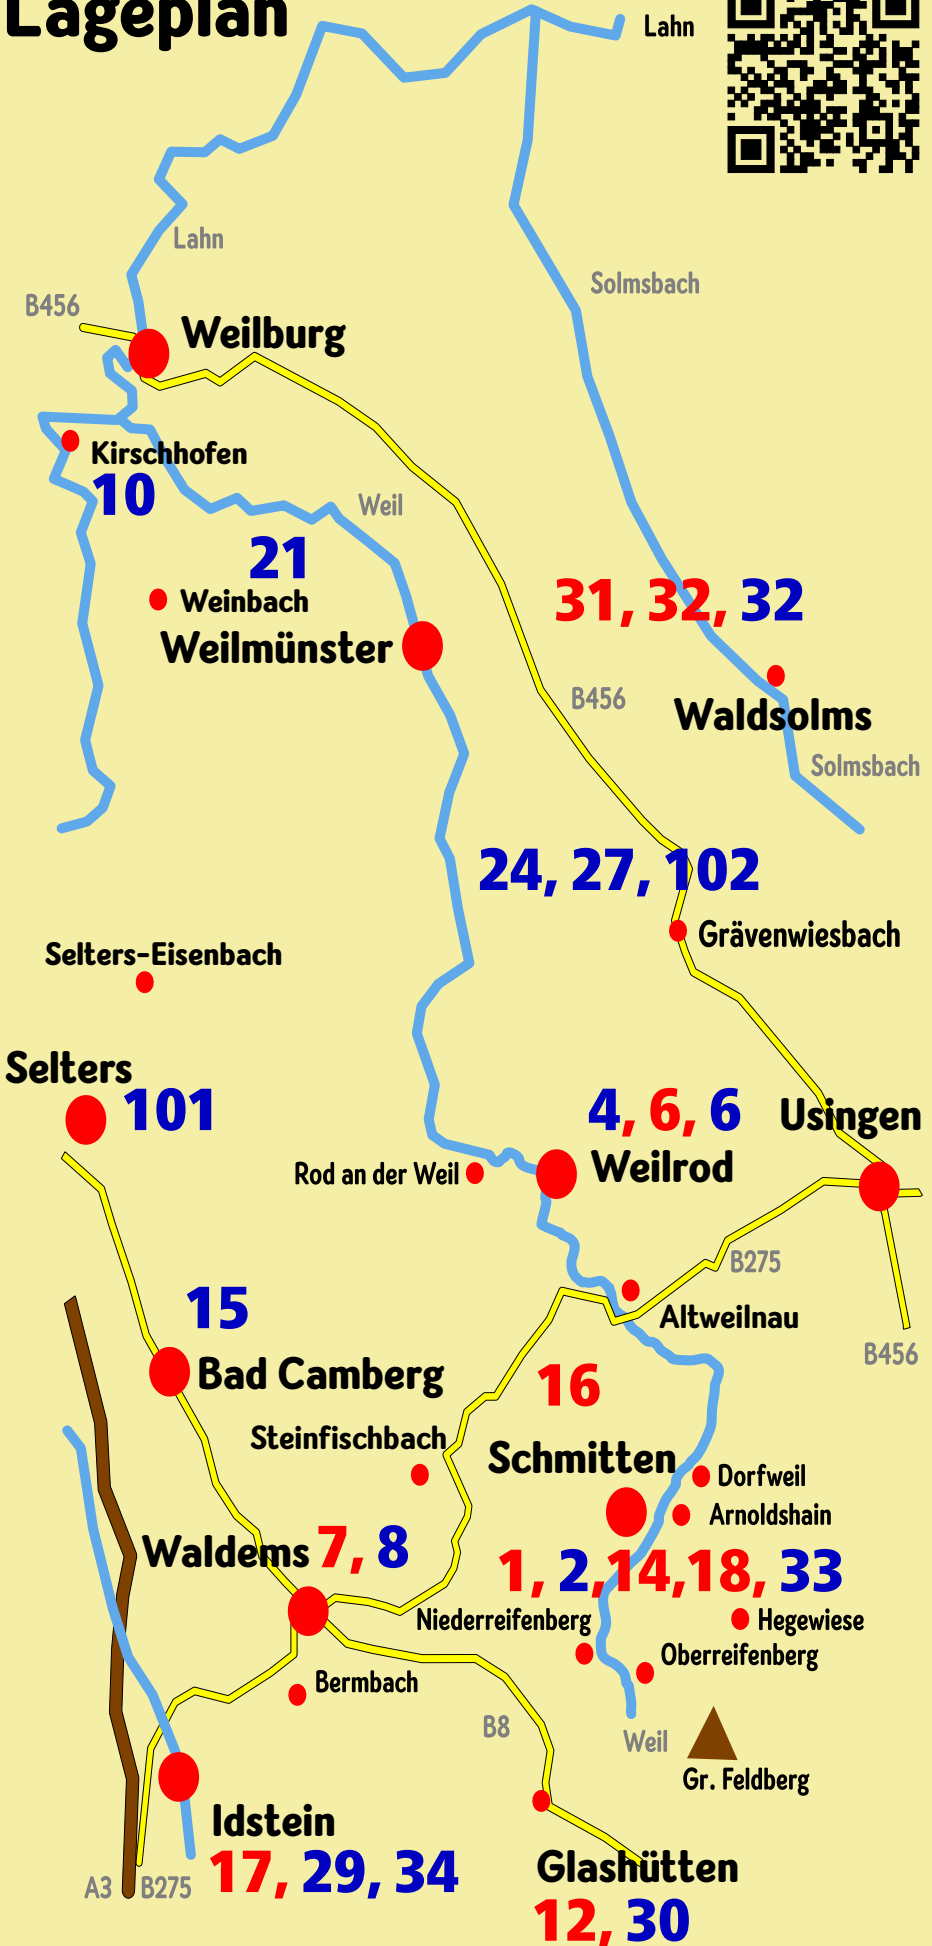 Lageplan
Lahn
Lahn
Solmsbach
B456
Weilburg
Kirschhofen
10
Weil
21
Weinbach
31, 32, 32
Weilmünster
B456
Waldsolms
Solmsbach
24, 27, 102
Grävenwiesbach
Selters-Eisenbach
Selters
101
4, 6, 6
Usingen
Weilrod
Rod an der Weil
B275
15
Altweilnau
B456
Bad Camberg
16
Steinfischbach
Schmitten
Dorfweil
Arnoldshain
Waldems 7, 8
1, 2,14,18, 33
Niederreifenberg
Hegewiese
Oberreifenberg
Bermbach
B8
Weil
Gr. Feldberg
Idstein
17, 29, 34
A3
B275
Glashütten
12, 30